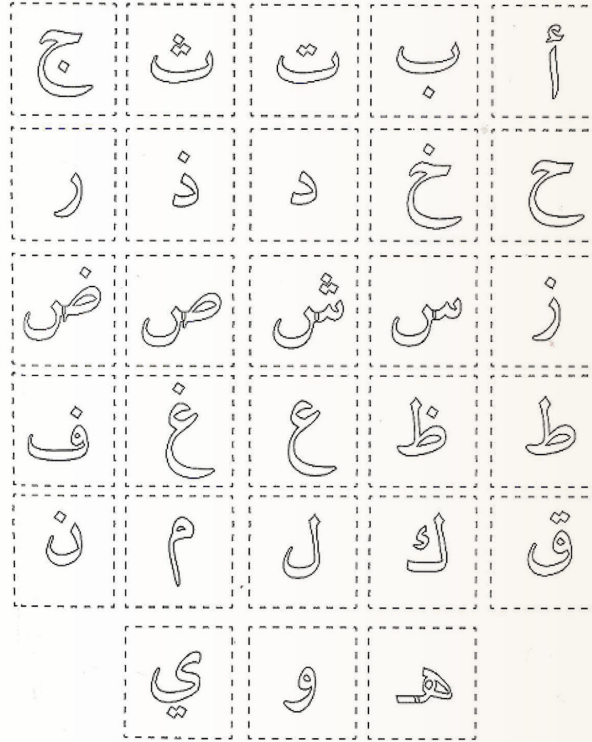 أ ب ت ث ج
ح خ د ذ ر
ز س ش ص ض
ط ظ ع غ ف
ق ك ل م ن
هـ و ي